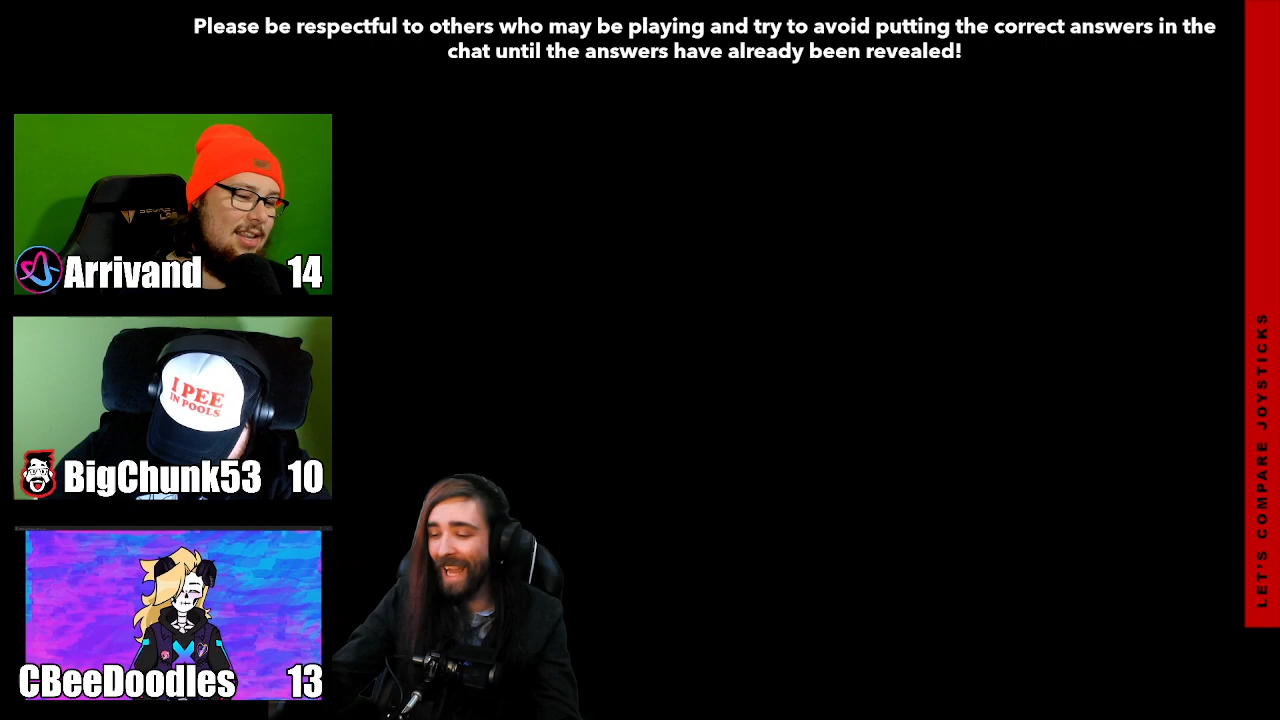 Please be respectful to others who may be playing and try to avoid putting the correct answers in the
chat until the answers have already been revealed!
Arrivand 14
I PEE
IN POOLS
BigChunk53 10
CBeeDoodles 13
LET'S COMPARE JOYSTICKS